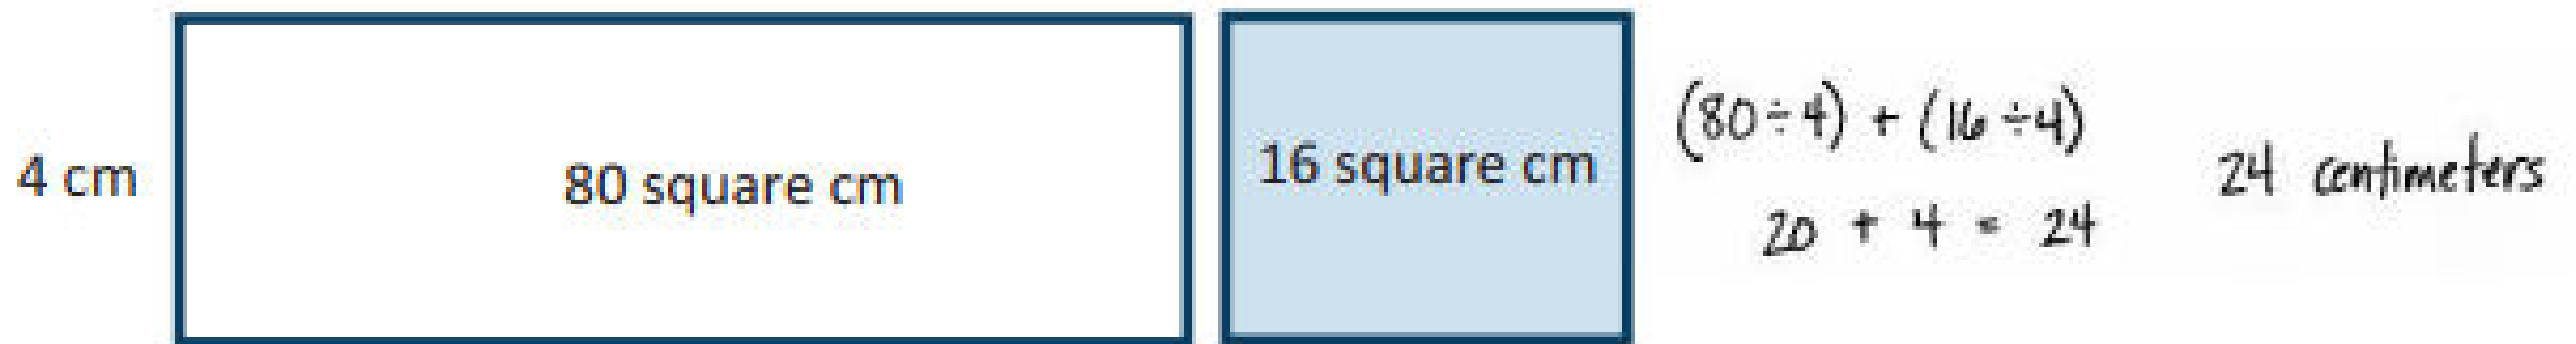 4 cm
80 square cm
16 square cm
(80÷4) + (16÷4)
20 + 4 = 24
24 centimeters